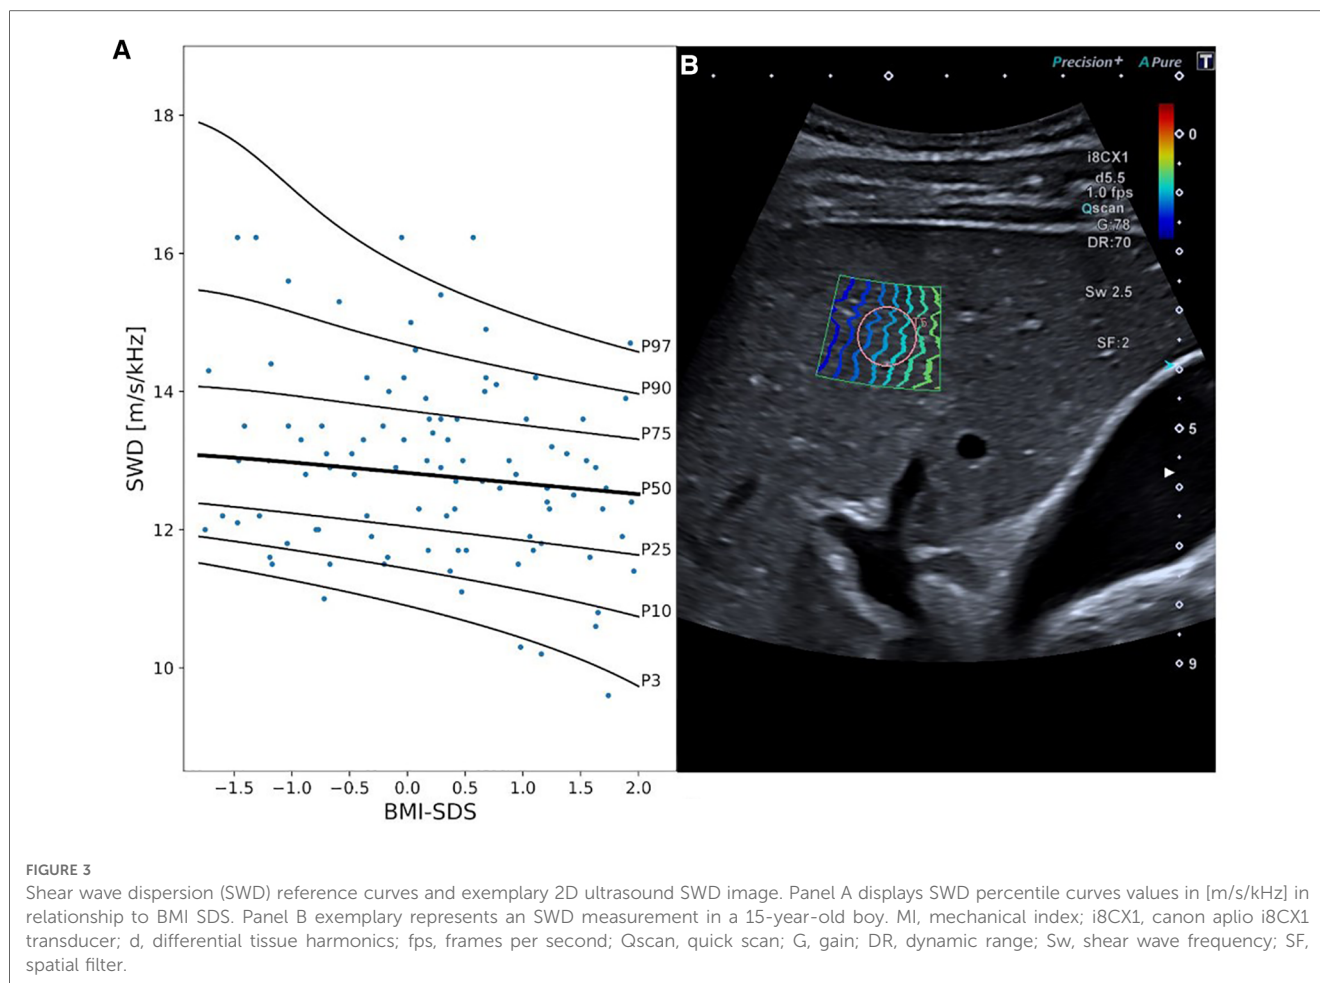 A
SWD [m/s/kHz]
18
16
14
12
10
P97
P90
P75
P50
P25
P10
P3
−1.5 −1.0 −0.5 0.0 0.5 1.0 1.5 2.0
BMI-SDS
B
Precision+ APure T
0
i8CX1
d5.5
1.0 fps
Qscan
G:78
DR:70
Sw 2.5
SF:2
5
9
FIGURE 3
Shear wave dispersion (SWD) reference curves and exemplary 2D ultrasound SWD image. Panel A displays SWD percentile curves values in [m/s/kHz] in
relationship to BMI SDS. Panel B exemplary represents an SWD measurement in a 15-year-old boy. MI, mechanical index; i8CX1, canon aplio i8CX1
transducer; d, differential tissue harmonics; fps, frames per second; Qscan, quick scan; G, gain; DR, dynamic range; Sw, shear wave frequency; SF,
spatial filter.